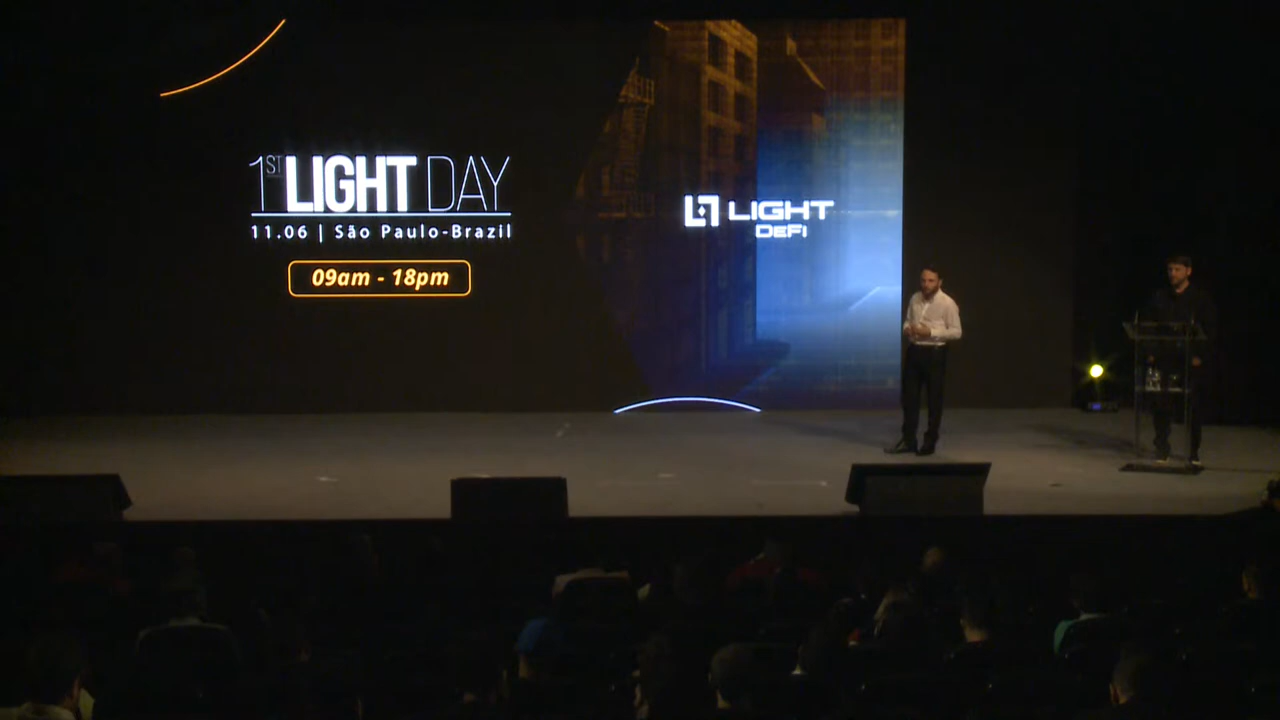 1ST LIGHT DAY
11.06 | São Paulo-Brazil
09am - 18pm
LIGHT
DeFi